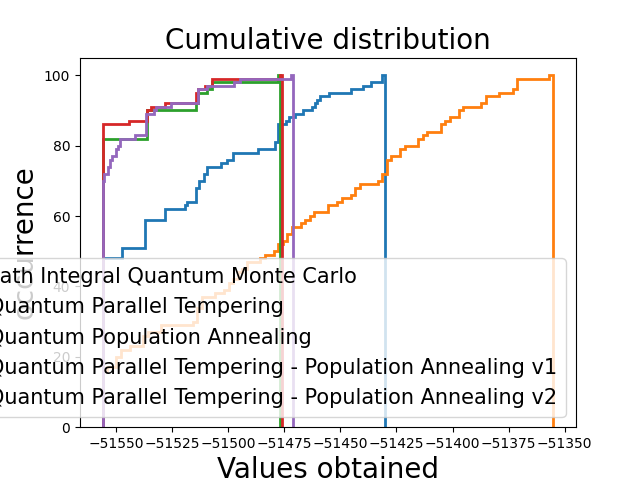 Cumulative distribution
100
80
60
40
20
0
occurrence
ath Integral Quantum Monte Carlo
Quantum Parallel Tempering
Quantum Population Annealing
Quantum Parallel Tempering - Population Annealing v1
Quantum Parallel Tempering - Population Annealing v2
−51550 −51525 −51500 −51475 −51450 −51425 −51400 −51375 −51350
Values obtained